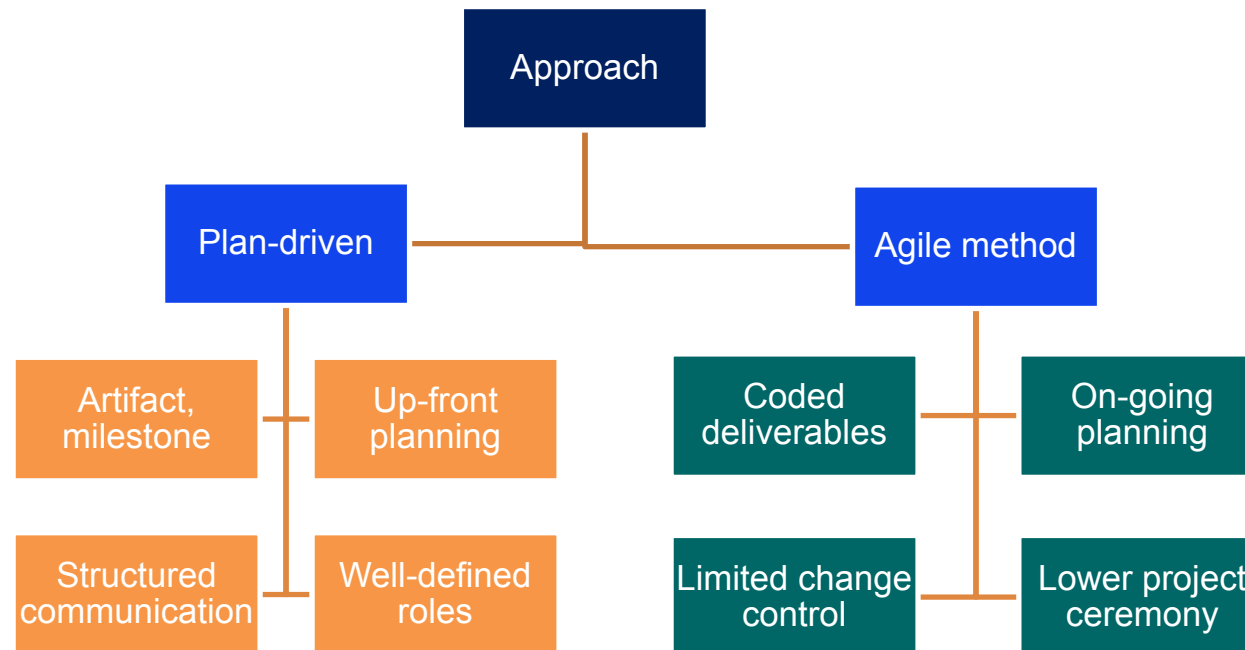 Approach
Plan-driven
Agile method
Artifact,
milestone
Up-front
planning
Coded
deliverables
On-going
planning
Structured
communication
Well-defined
roles
Limited change
control
Lower project
ceremony